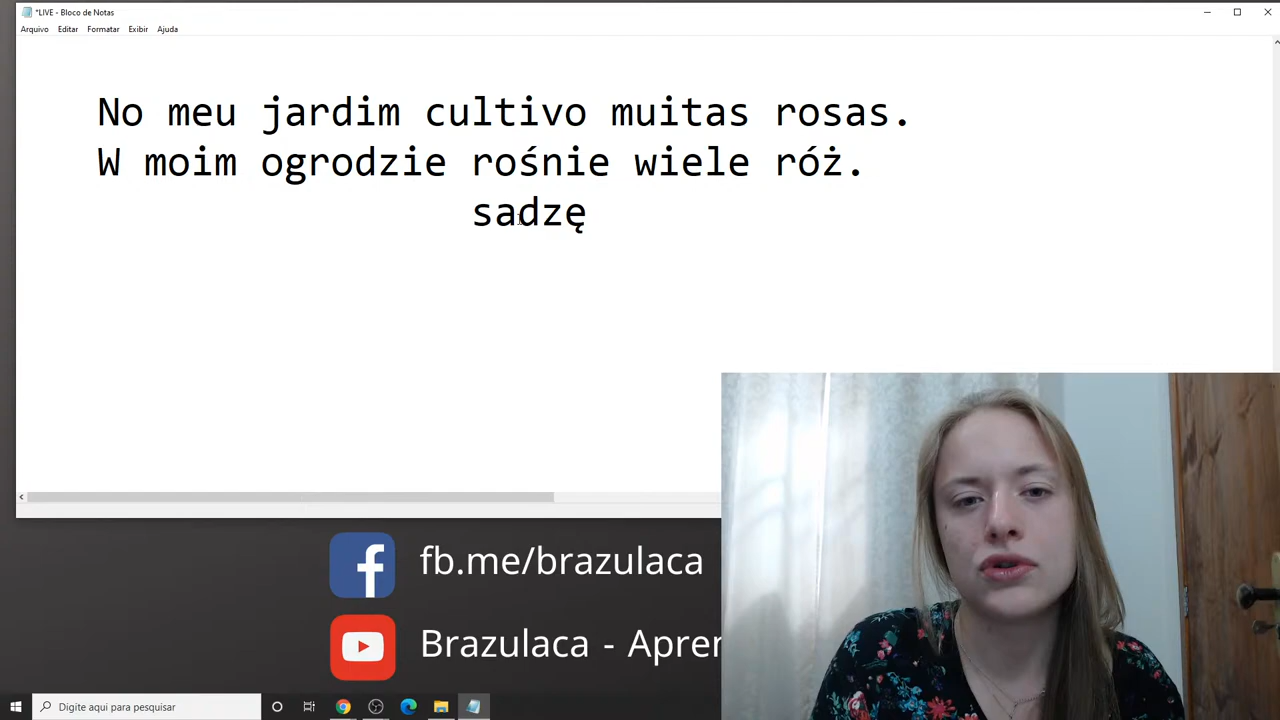 *LIVE - Bloco de Notas
Arquivo Editar Formatar Exibir Ajuda
No meu jardim cultivo muitas rosas.
W moim ogrodzie rośnie wiele róż.
sadzę
fb.me/brazulaca
Brazulaca - Apren
Digite aqui para pesquisar